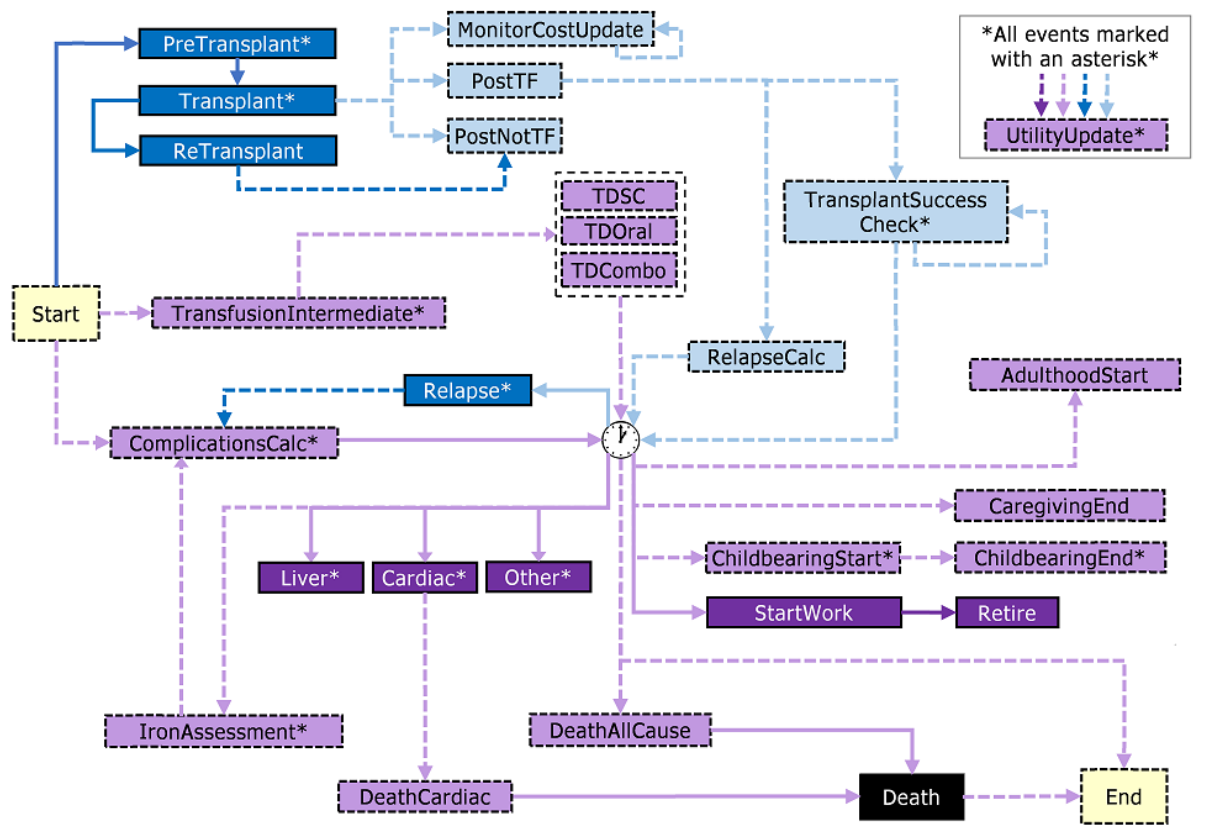 PreTransplant*
Transplant*
ReTransplant
MonitorCostUpdate
PostTF
PostNotTF
*All events marked
with an asterisk*
UtilityUpdate*
TDSC
TDOral
TDCombo
TransplantSuccess
Check*
Start
TransfusionIntermediate*
RelapseCalc
Relapse*
AdulthoodStart
ComplicationsCalc*
CaregivingEnd
ChildbearingStart*
ChildbearingEnd*
Liver*
Cardiac*
Other*
StartWork
Retire
IronAssessment*
DeathAllCause
DeathCardiac
Death
End